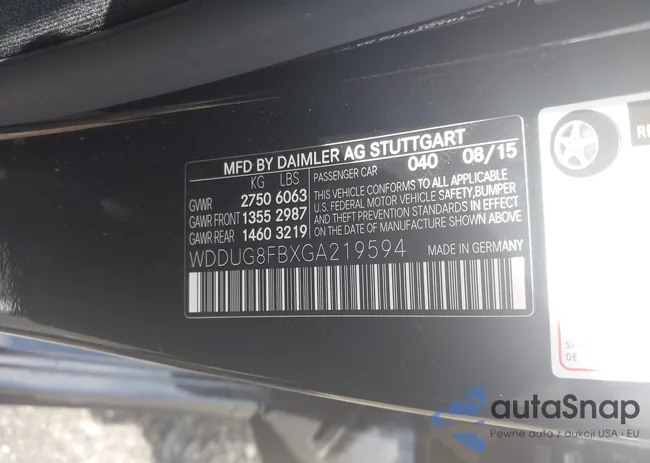 MFD BY DAIMLER AG STUTTGART
KG LBS
PASSENGER CAR 040 08/15
GVWR 2750 6063
GAWR FRONT 1355 2987
GAWR REAR 1460 3219
THIS VEHICLE CONFORMS TO ALL APPLICABLE
U.S. FEDERAL MOTOR VEHICLE SAFETY, BUMPER
AND THEFT PREVENTION STANDARDS IN EFFECT
ON THE DATE OF MANUFACTURE SHOWN ABOVE
WDDUG8FBXGA219594 MADE IN GERMANY
autaSnap
Pewne auta z aukcji USA i EU